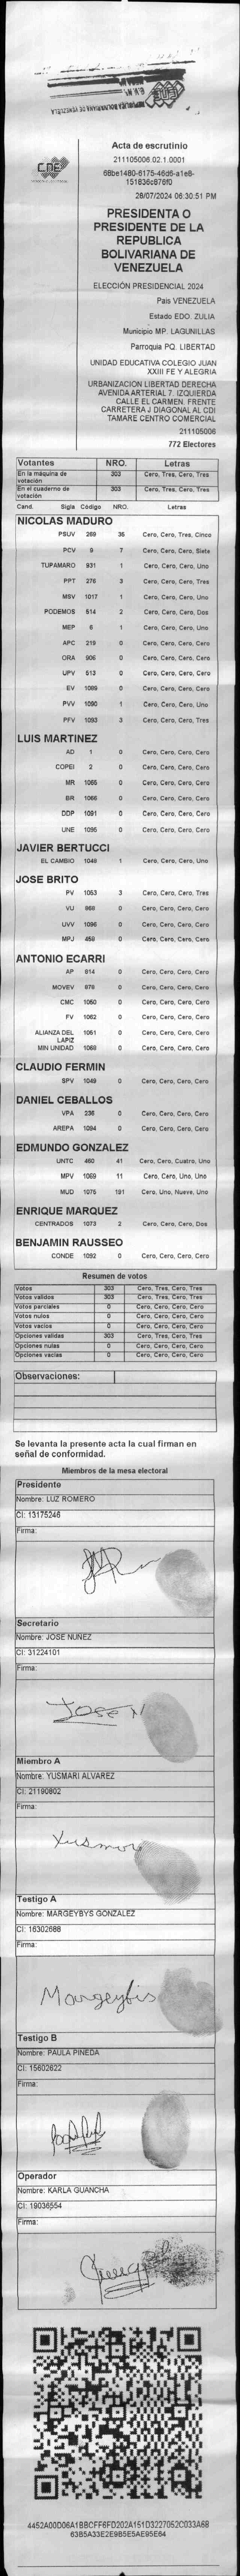 CNE
Acta de escrutinio
211105006.02.1.0001
68be1480-6175-46d6-a1e8-
151636c876f0
28/07/2024 06:30:51 PM
PRESIDENTA O
PRESIDENTE DE LA
REPUBLICA
BOLIVARIANA DE
VENEZUELA
ELECCIÓN PRESIDENCIAL 2024
Pais VENEZUELA
Estado EDO. ZULIA
Municipio MP. LAGUNILLAS
Parroquia PQ. LIBERTAD
UNIDAD EDUCATIVA COLEGIO JUAN
XXIII FE Y ALEGRIA
URBANIZACIÓN LIBERTAD DERECHA
AVENIDA ARTERIAL 7. IZQUIERDA
CALLE EL CARMEN. FRENTE
CARRETERA J DIAGONAL AL CDI
TAMARE CENTRO COMERCIAL
211105006
772 Electores
Votantes NRO. Letras
En la máquina de votación 303 Cero, Tres, Cero, Tres
En el cuaderno de votación 303 Cero, Tres, Cero, Tres
Cand. Sigla Código NRO. Letras
NICOLAS MADURO
PSUV 269 35 Cero, Cero, Tres, Cinco
PCV 9 7 Cero, Cero, Cero, Siete
TUPAMARO 931 1 Cero, Cero, Cero, Uno
PPT 276 3 Cero, Cero, Cero, Tres
MSV 1017 1 Cero, Cero, Cero, Uno
PODEMOS 514 2 Cero, Cero, Cero, Dos
MEP 6 1 Cero, Cero, Cero, Uno
APC 219 0 Cero, Cero, Cero, Cero
ORA 906 0 Cero, Cero, Cero, Cero
UPV 513 0 Cero, Cero, Cero, Cero
EV 1089 0 Cero, Cero, Cero, Cero
PVV 1090 1 Cero, Cero, Cero, Uno
PFV 1093 3 Cero, Cero, Cero, Tres
LUIS MARTINEZ
AD 1 0 Cero, Cero, Cero, Cero
COPEI 2 0 Cero, Cero, Cero, Cero
MR 1065 0 Cero, Cero, Cero, Cero
BR 1066 0 Cero, Cero, Cero, Cero
DDP 1091 0 Cero, Cero, Cero, Cero
UNE 1095 0 Cero, Cero, Cero, Cero
JAVIER BERTUCCI
EL CAMBIO 1048 1 Cero, Cero, Cero, Uno
JOSE BRITO
PV 1053 3 Cero, Cero, Cero, Tres
VU 868 0 Cero, Cero, Cero, Cero
UVV 1096 0 Cero, Cero, Cero, Cero
MPJ 459 0 Cero, Cero, Cero, Cero
ANTONIO ECARRI
AP 814 0 Cero, Cero, Cero, Cero
MOVEV 878 0 Cero, Cero, Cero, Cero
CMC 1050 0 Cero, Cero, Cero, Cero
FV 1062 0 Cero, Cero, Cero, Cero
ALIANZA DEL LAPIZ 1051 0 Cero, Cero, Cero, Cero
MIN UNIDAD 1069 0 Cero, Cero, Cero, Cero
CLAUDIO FERMIN
SPV 1049 0 Cero, Cero, Cero, Cero
DANIEL CEBALLOS
VPA 236 0 Cero, Cero, Cero, Cero
AREPA 1094 0 Cero, Cero, Cero, Cero
EDMUNDO GONZALEZ
UNTC 460 41 Cero, Cero, Cuatro, Uno
MPV 1069 11 Cero, Cero, Uno, Uno
MUD 1075 191 Cero, Uno, Nueve, Uno
ENRIQUE MARQUEZ
CENTRADOS 1073 2 Cero, Cero, Cero, Dos
BENJAMIN RAUSSEO
CONDE 1092 0 Cero, Cero, Cero, Cero
Resumen de votos
Votos 303 Cero, Tres, Cero, Tres
Votos validos 303 Cero, Tres, Cero, Tres
Votos parciales 0 Cero, Cero, Cero, Cero
Votos nulos 0 Cero, Cero, Cero, Cero
Votos vacios 0 Cero, Cero, Cero, Cero
Opciones validas 303 Cero, Tres, Cero, Tres
Opciones nulas 0 Cero, Cero, Cero, Cero
Opciones vacias 0 Cero, Cero, Cero, Cero
Observaciones:
Se levanta la presente acta la cual firman en
señal de conformidad.
Miembros de la mesa electoral
Presidente
Nombre: LUZ ROMERO
CI: 13175246
Firma:
Secretario
Nombre: JOSE NUNEZ
CI: 31224101
Firma:
Jose N
Miembro A
Nombre: YUSMARI ALVAREZ
CI: 21190802
Firma:
Yusmary
Testigo A
Nombre: MARGEYBYS GONZALEZ
CI: 16302688
Firma:
Margeybis
Testigo B
Nombre: PAULA PINEDA
CI: 15602622
Firma:
Operador
Nombre: KARLA GUANCHA
CI: 19036554
Firma:
4452A00D06A1BBCFF6FD202A151D3227052C033A68
63B5A33E2E9B5E5AE95E64